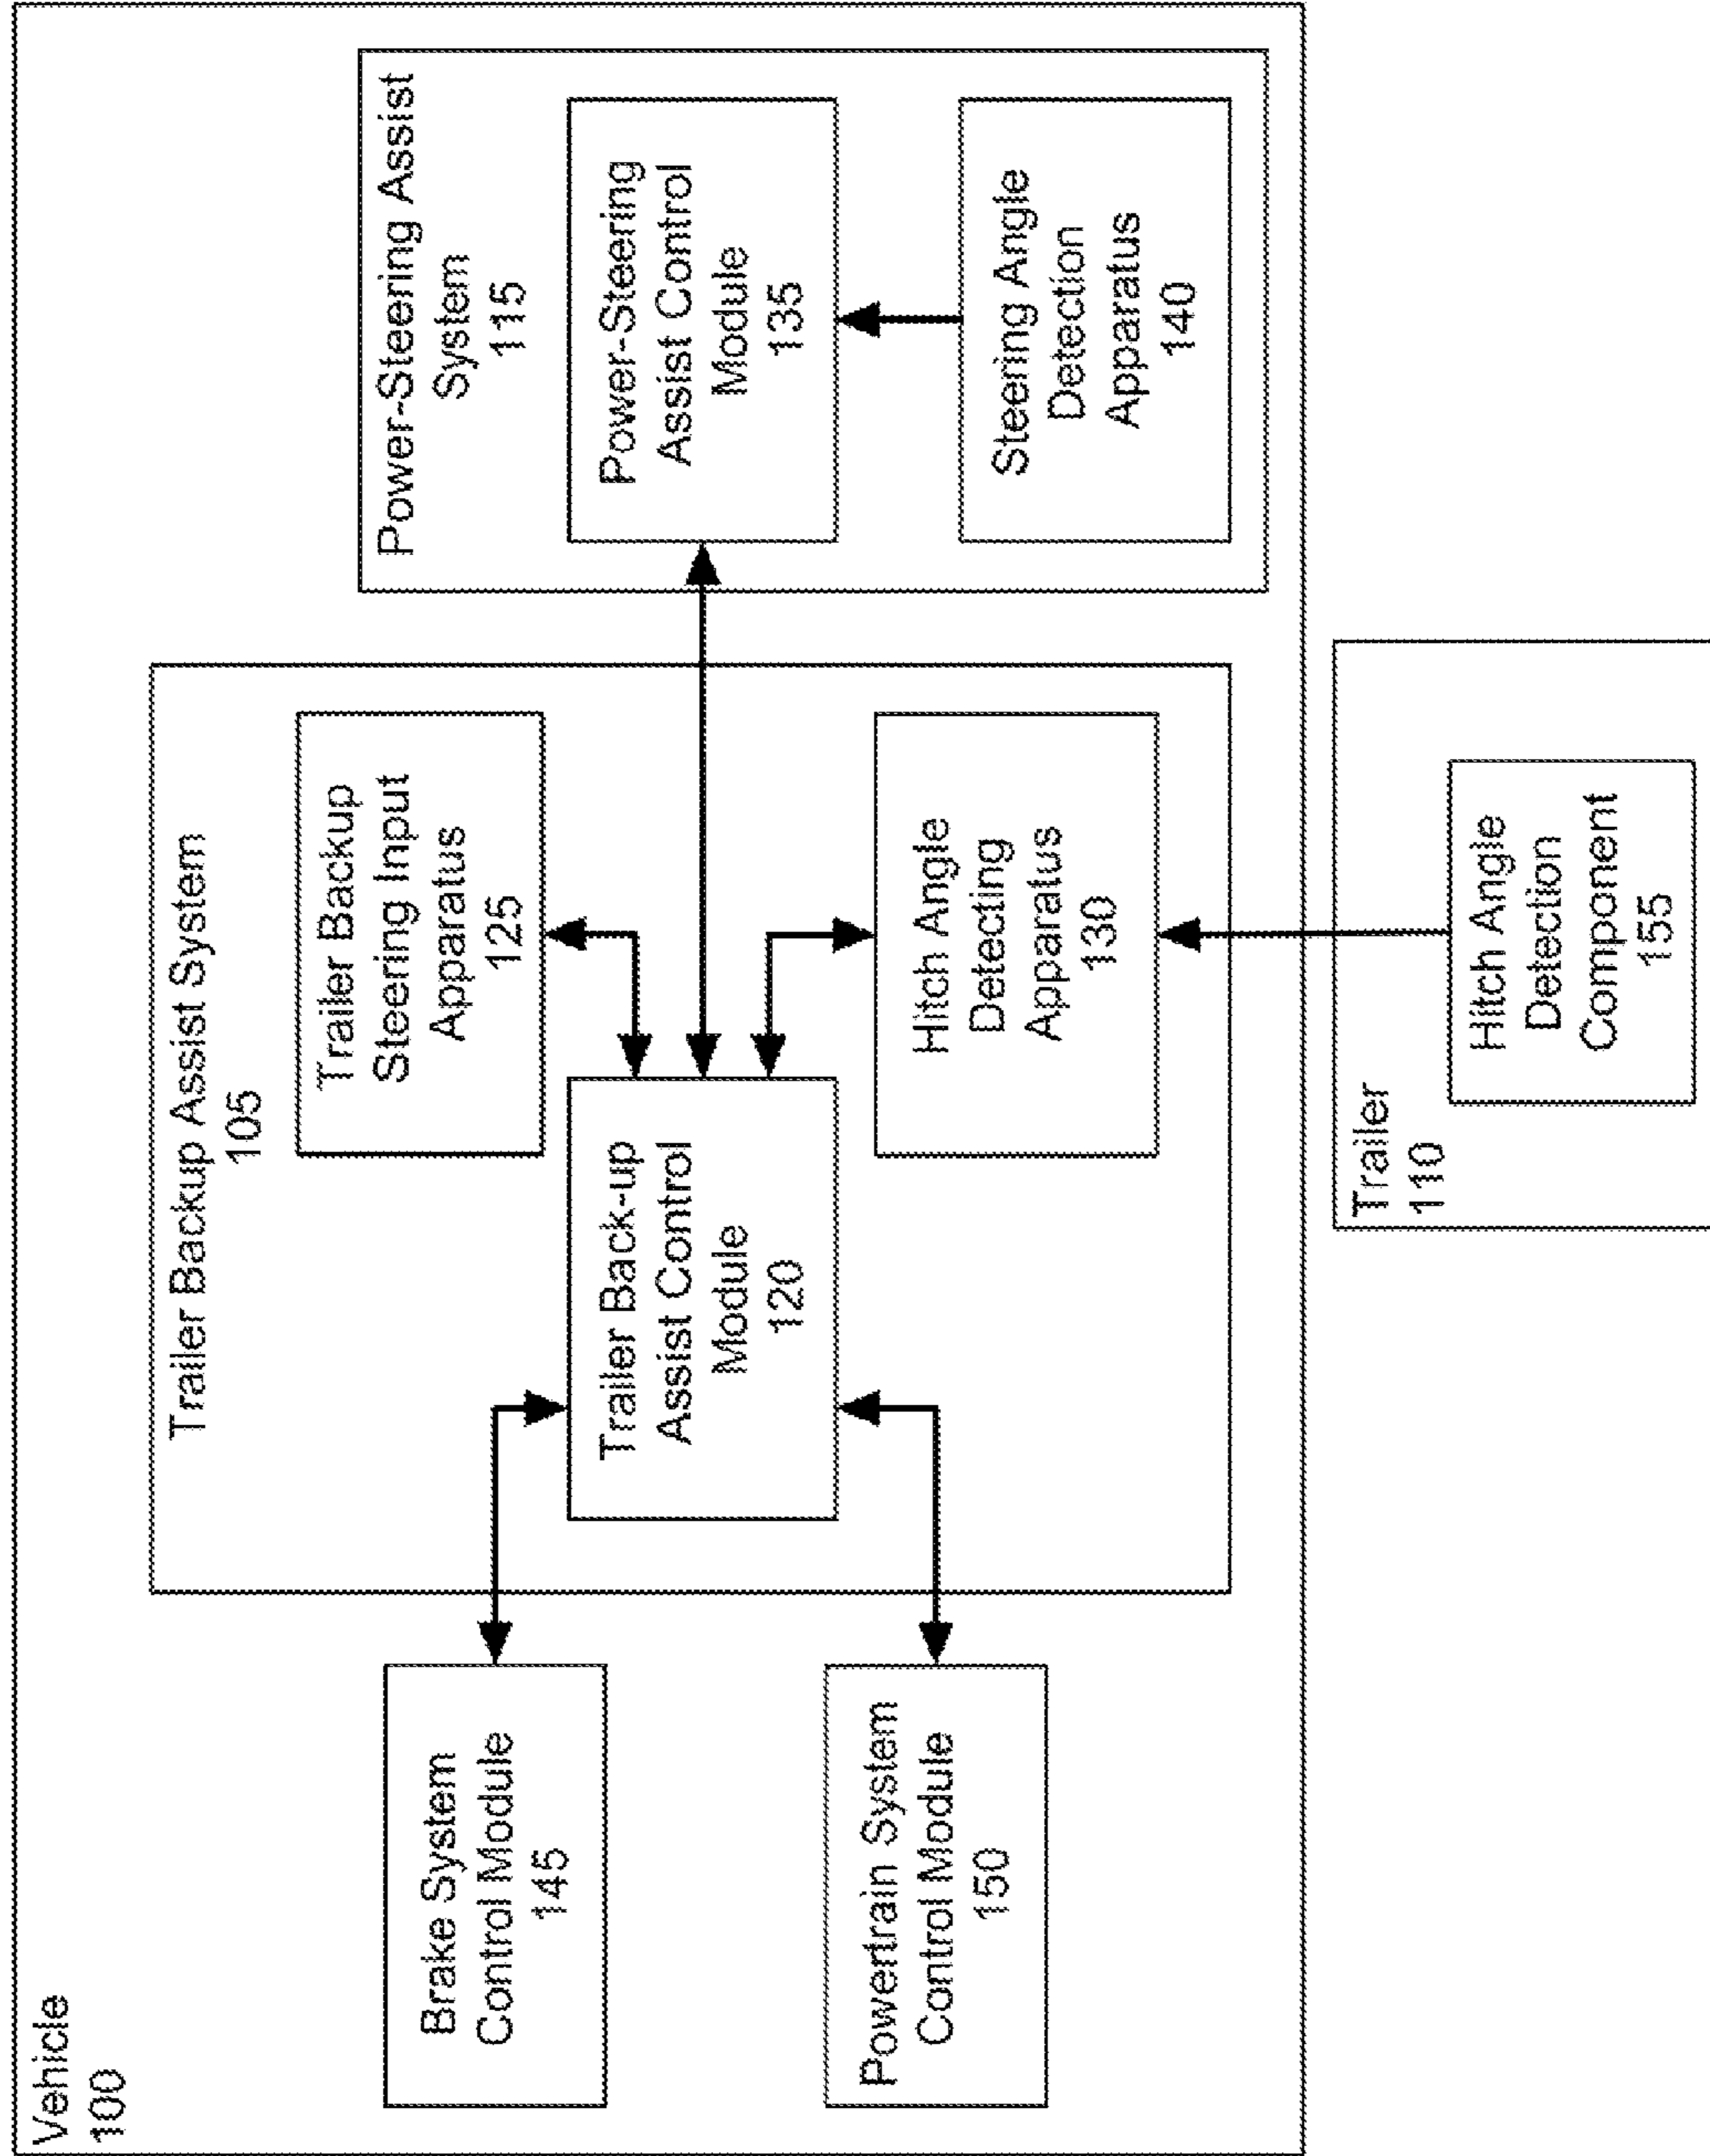 Vehicle
100
Trailer Backup Assist System
105
Power-Steering Assist
System
115
Brake System
Control Module
145
Trailer Backup
Steering Input
Apparatus
125
Trailer Back-up
Assist Control
Module
120
Power-Steering
Assist Control
Module
135
Powertrain System
Control Module
150
Hitch Angle
Detecting
Apparatus
130
Steering Angle
Detection
Apparatus
140
Trailer
110
Hitch Angle
Detection
Component
155